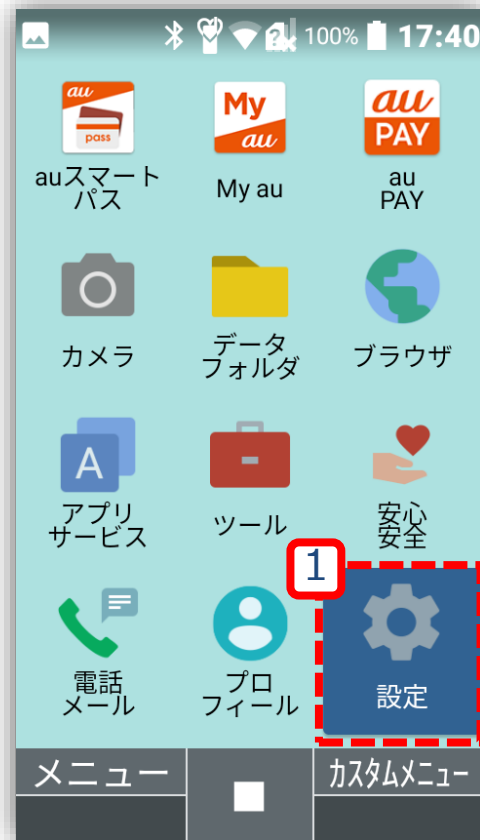 100% 17:40
au
pass
My
au
au
PAY
auスマート
パス
My au
au
PAY
カメラ
データ
フォルダ
ブラウザ
A
アプリ
サービス
ツール
安心
安全
1
電話
メール
プロ
フィール
設定
メニュー
カスタムメニュー